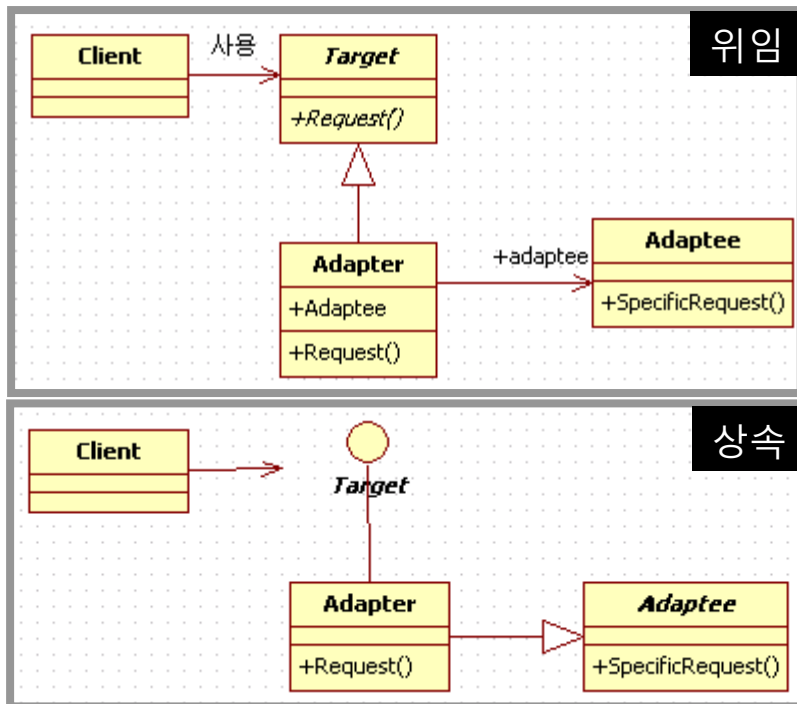 위임
Client
사용
Target
+Request()
Adapter
+Adaptee
+Request()
+adaptee
Adaptee
+SpecificRequest()
상속
Client
Target
Adapter
+Request()
Adaptee
+SpecificRequest()